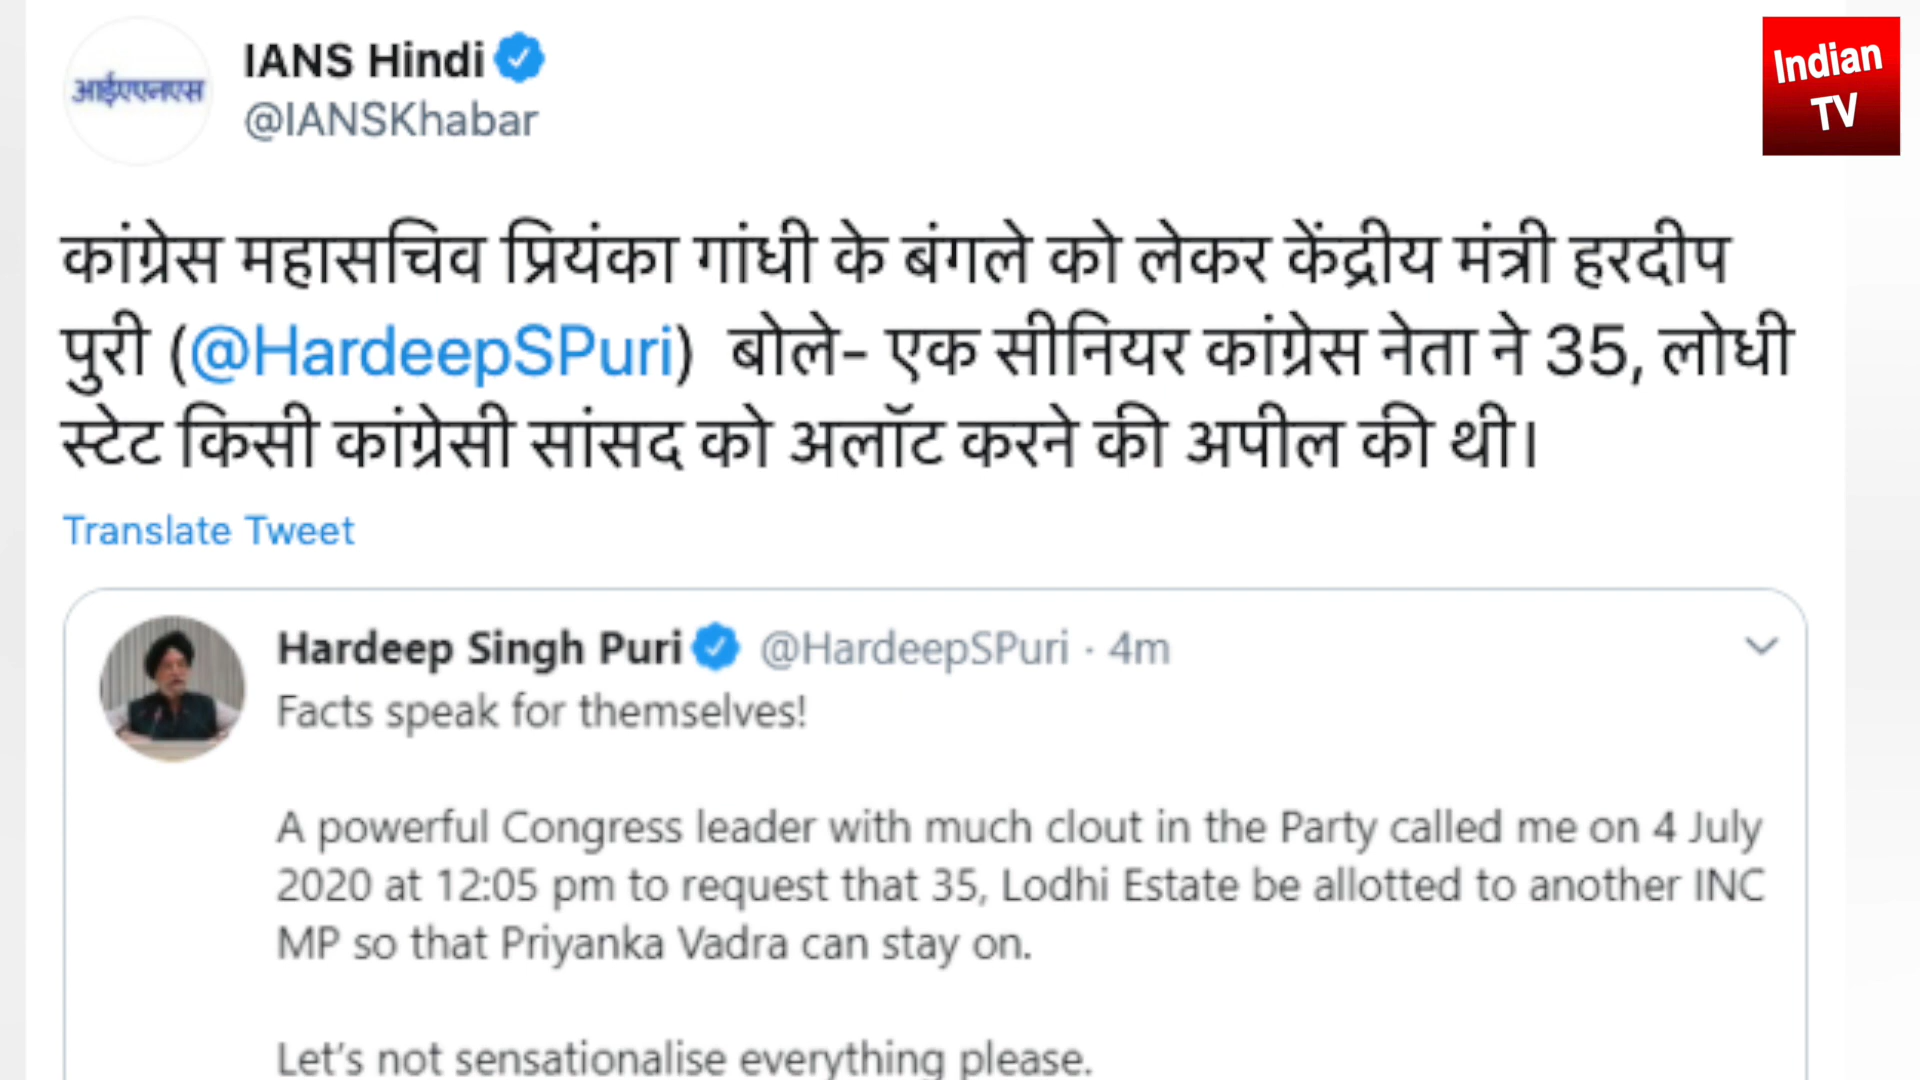 आईएएनएस
IANS Hindi
@IANSKhabar
Indian
TV
कांग्रेस महासचिव प्रियंका गांधी के बंगले को लेकर केंद्रीय मंत्री हरदीप
पुरी (@HardeepSPuri) बोले- एक सीनियर कांग्रेस नेता ने 35, लोधी
स्टेट किसी कांग्रेसी सांसद को अलॉट करने की अपील की थी।
Translate Tweet
Hardeep Singh Puri @HardeepSPuri · 4m
Facts speak for themselves!
A powerful Congress leader with much clout in the Party called me on 4 July
2020 at 12:05 pm to request that 35, Lodhi Estate be allotted to another INC
MP so that Priyanka Vadra can stay on.
Let's not sensationalise everything please.